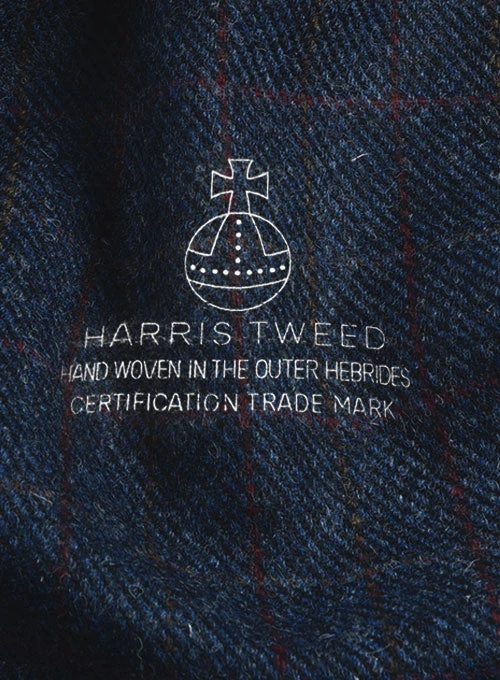 HARRIS TWEED
HAND WOVEN IN THE OUTER HEBRIDES
CERTIFICATION TRADE MARK